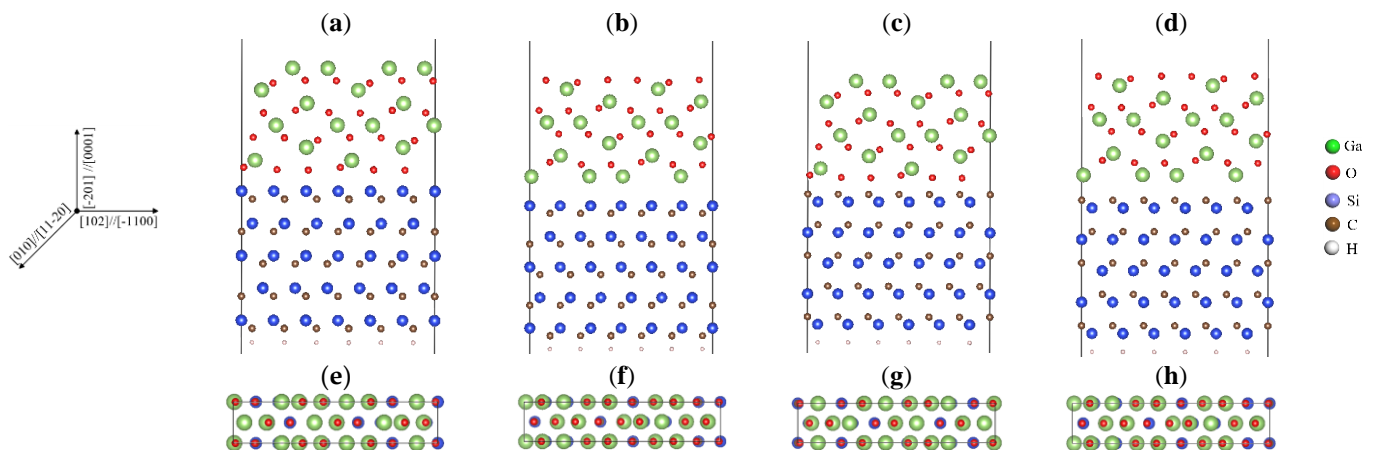 (a)
(b)
(c)
(d)
[-201] //[0001]
[102]//[-1100]
[010]//[11-20]
Ga
O
Si
C
H
(e)
(f)
(g)
(h)